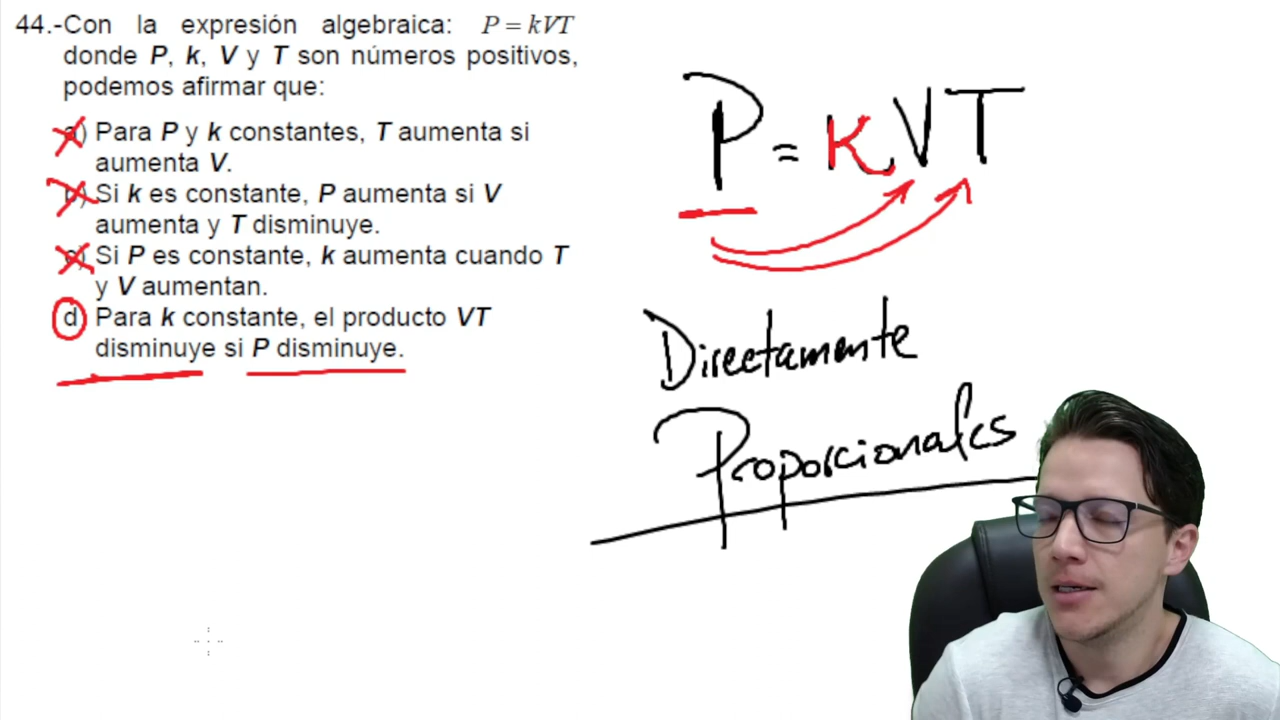 44.-Con la expresión algebraica: P = kVT
donde P, k, V y T son números positivos,
podemos afirmar que:
a) Para P y k constantes, T aumenta si
aumenta V.
b) Si k es constante, P aumenta si V
aumenta y T disminuye.
c) Si P es constante, k aumenta cuando T
y V aumentan.
d) Para k constante, el producto VT
disminuye si P disminuye.
P = KVT
Directamente
Proporcionales